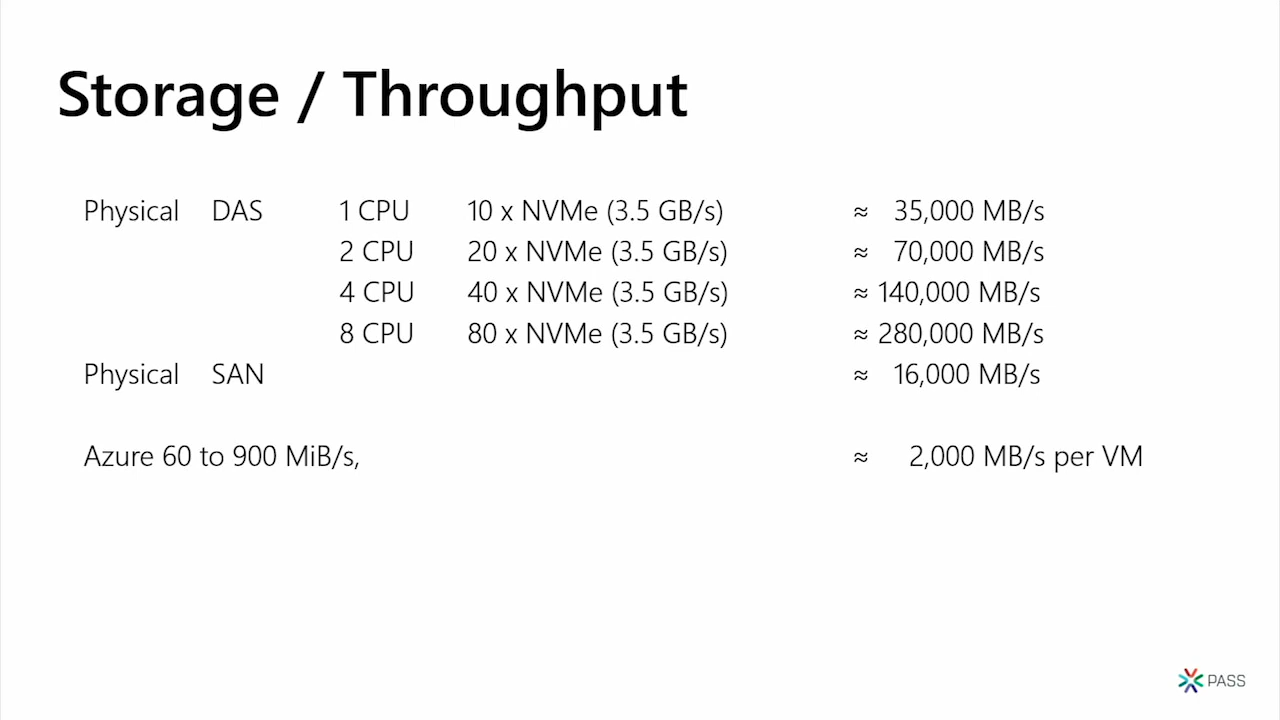 Storage / Throughput
Physical DAS 1 CPU 10 x NVMe (3.5 GB/s) ≈ 35,000 MB/s
2 CPU 20 x NVMe (3.5 GB/s) ≈ 70,000 MB/s
4 CPU 40 x NVMe (3.5 GB/s) ≈ 140,000 MB/s
8 CPU 80 x NVMe (3.5 GB/s) ≈ 280,000 MB/s
Physical SAN ≈ 16,000 MB/s
Azure 60 to 900 MiB/s, ≈ 2,000 MB/s per VM
PASS